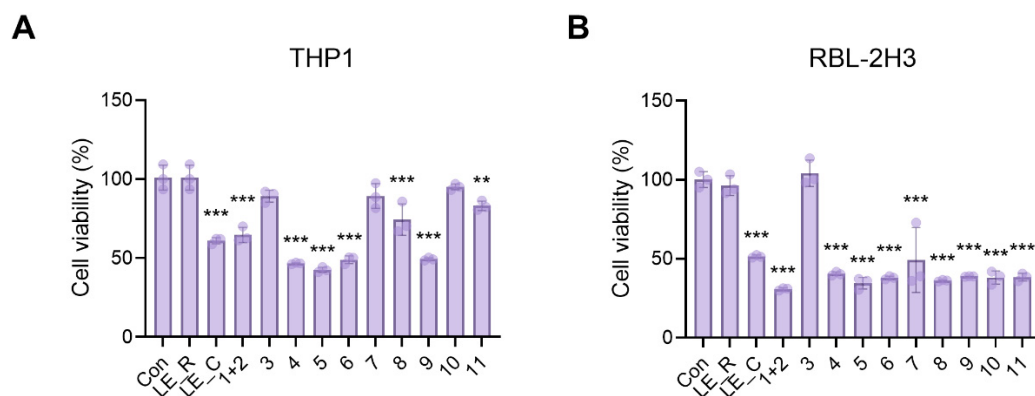 A
THP1
Cell viability (%)
150
100
50
0
*** *** *** *** *** *** *** **
Con LE_R LE_C 1+2 3 4 5 6 7 8 9 10 11
B
RBL-2H3
Cell viability (%)
150
100
50
0
*** *** *** *** *** *** *** *** *** ***
Con LE_R LE_C 1+2 3 4 5 6 7 8 9 10 11